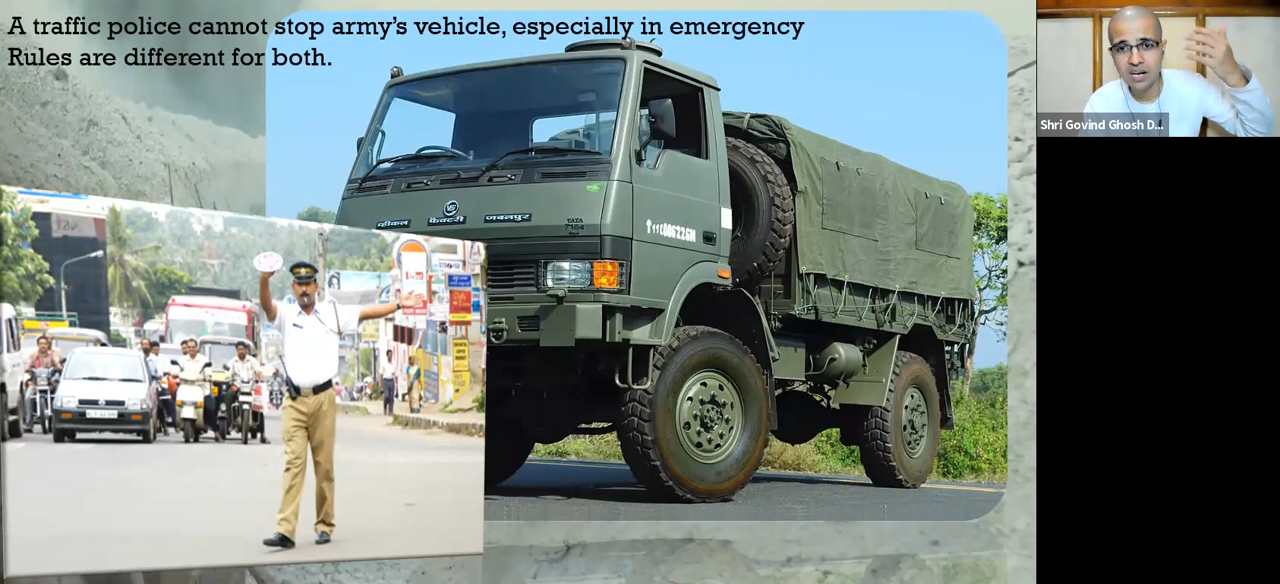 A traffic police cannot stop army's vehicle, especially in emergency
Rules are different for both.
Shri Govind Ghosh D...
व्हीकल फैक्टरी जबलपुर
TATA